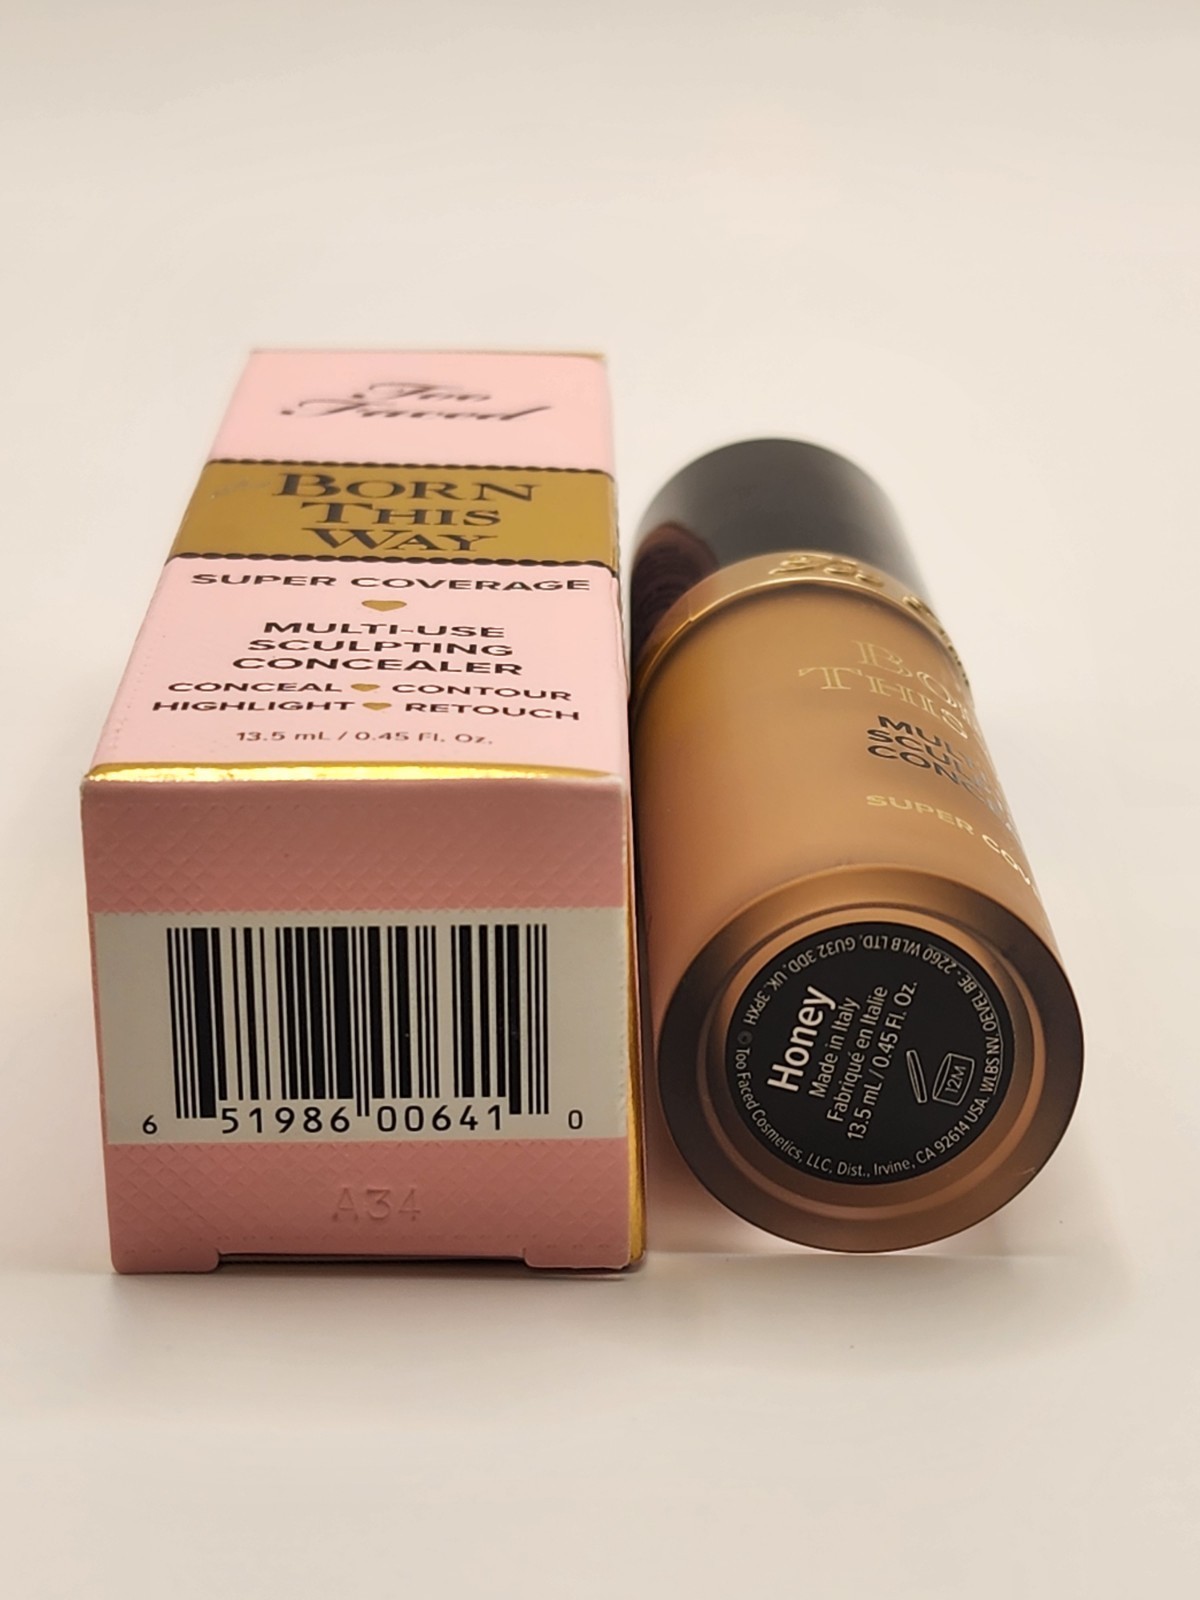 Too
Faced
BORN
THIS
WAY
SUPER COVERAGE
MULTI-USE
SCULPTING
CONCEALER
CONCEAL CONTOUR
HIGHLIGHT RETOUCH
13.5 mL / 0.45 Fl. Oz.
6 51986 00641 0
A34
Too
THIS
SUPER
Honey
Made in Italy
Fabriqué en Italie
13.5 mL / 0.45 Fl. Oz.
12M
Too Faced Cosmetics, LLC, Dist., Irvine, CA 92614 USA. WLBS NV, OEVEL BE - 2260 WLB LTD, GU32 3DD, UK. 3PXH